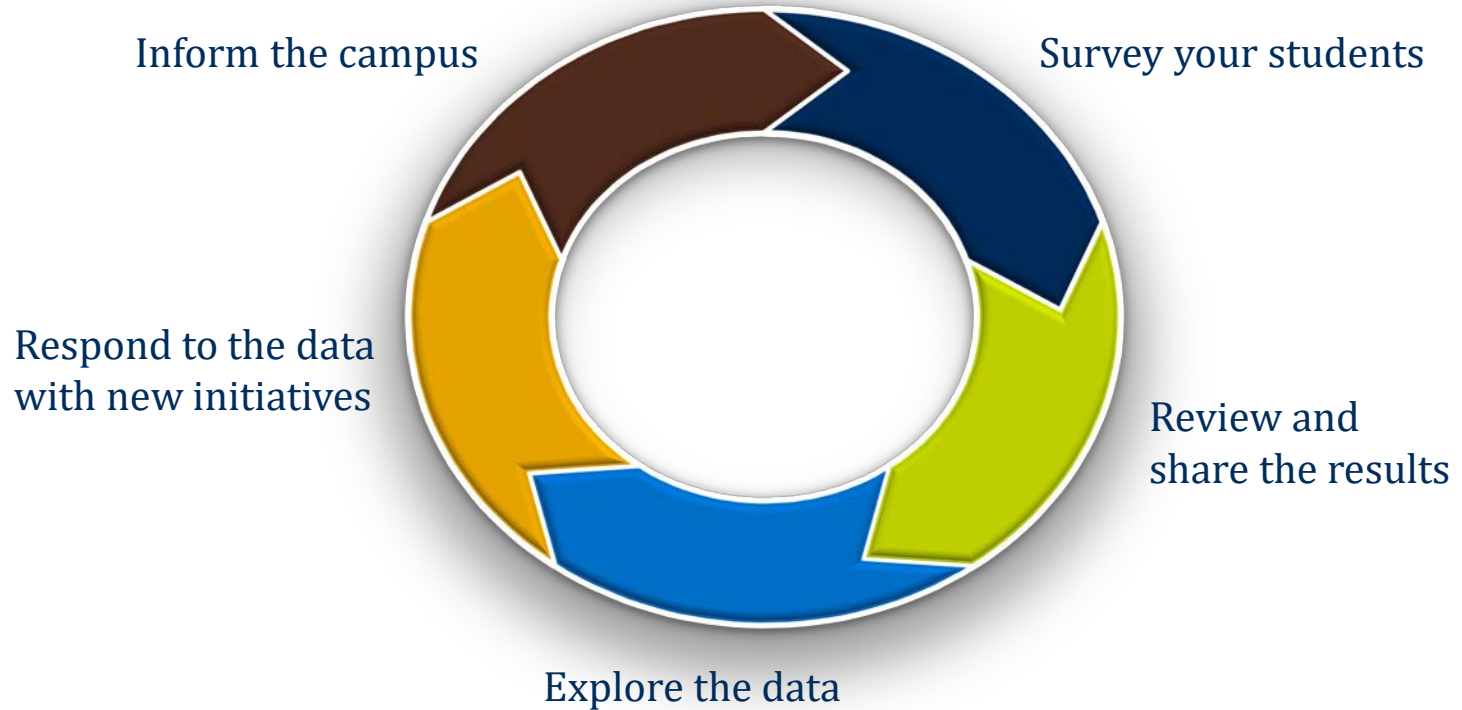 Inform the campus
Survey your students
Respond to the data
with new initiatives
Review and
share the results
Explore the data